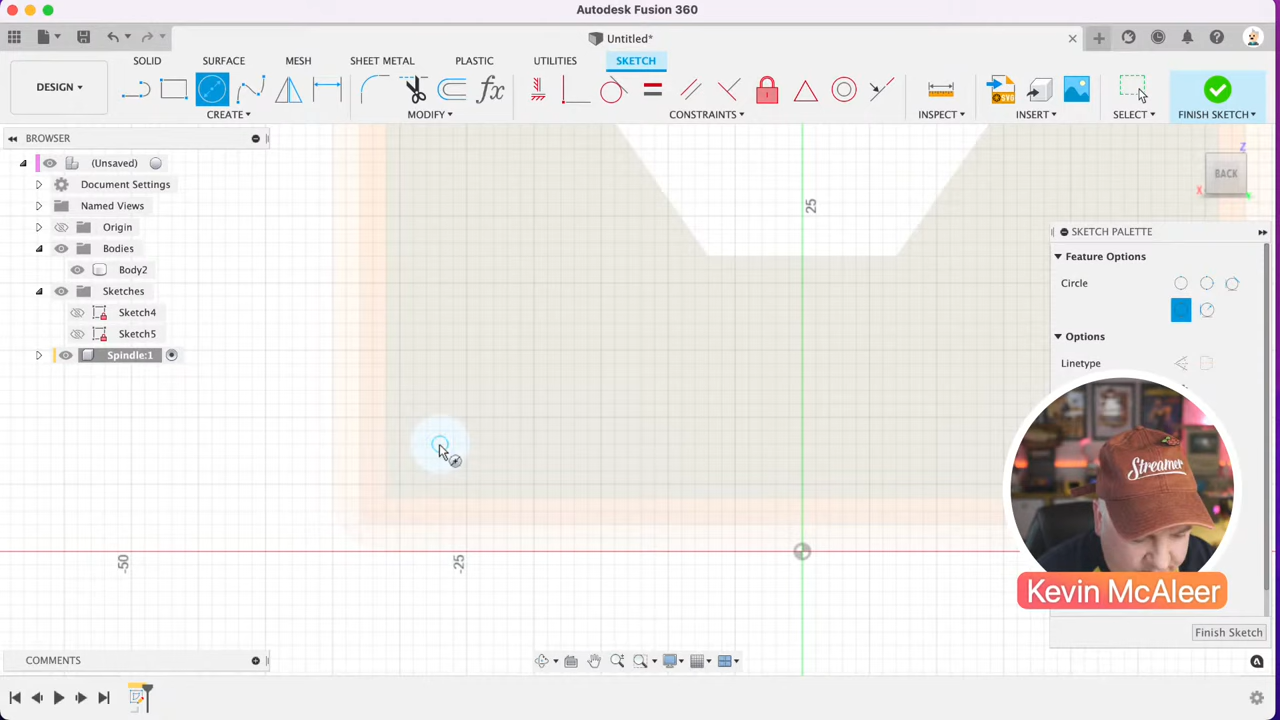 Autodesk Fusion 360
Untitled*
DESIGN
SOLID
SURFACE
MESH
SHEET METAL
PLASTIC
UTILITIES
SKETCH
fx
SVG
CREATE
MODIFY
CONSTRAINTS
INSPECT
INSERT
SELECT
FINISH SKETCH
BROWSER
(Unsaved)
Document Settings
Named Views
Origin
Bodies
Body2
Sketches
Sketch4
Sketch5
Spindle:1
25
Z
BACK
X
SKETCH PALETTE
Feature Options
Circle
Options
Linetype
Streamer
-50
-25
Kevin McAleer
Finish Sketch
COMMENTS